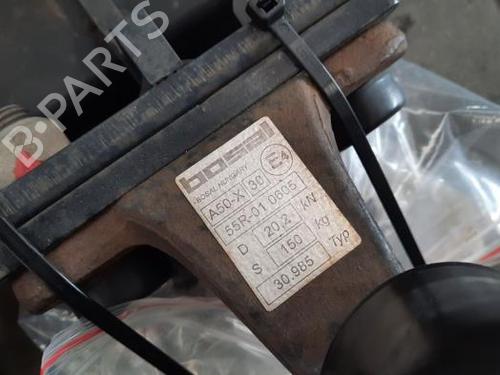 bosal
BOSAL HUNGARY
A50-X 30 E4
55R-01 0605
D 20,2 kN
S 150 kg
30.985 Typ
B-PARTS